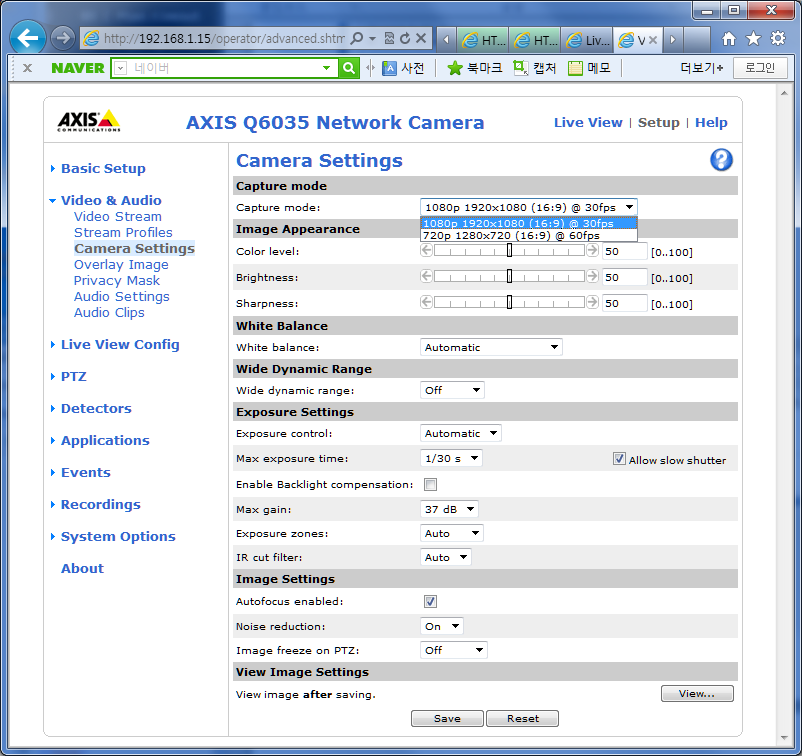 http://192.168.1.15/operator/advanced.shtm
HT...
HT...
Liv...
V
x NAVER 네이버 사전 북마크 캡처 메모 더보기+ 로그인
AXIS COMMUNICATIONS
AXIS Q6035 Network Camera
Live View | Setup | Help
Basic Setup
Video & Audio
Video Stream
Stream Profiles
Camera Settings
Overlay Image
Privacy Mask
Audio Settings
Audio Clips
Live View Config
PTZ
Detectors
Applications
Events
Recordings
System Options
About
Camera Settings
?
Capture mode
Capture mode: 1080p 1920x1080 (16:9) @ 30fps
1080p 1920x1080 (16:9) @ 30fps
720p 1280x720 (16:9) @ 60fps
Image Appearance
Color level: 50 [0..100]
Brightness: 50 [0..100]
Sharpness: 50 [0..100]
White Balance
White balance: Automatic
Wide Dynamic Range
Wide dynamic range: Off
Exposure Settings
Exposure control: Automatic
Max exposure time: 1/30 s Allow slow shutter
Enable Backlight compensation:
Max gain: 37 dB
Exposure zones: Auto
IR cut filter: Auto
Image Settings
Autofocus enabled:
Noise reduction: On
Image freeze on PTZ: Off
View Image Settings
View image after saving. View...
Save Reset